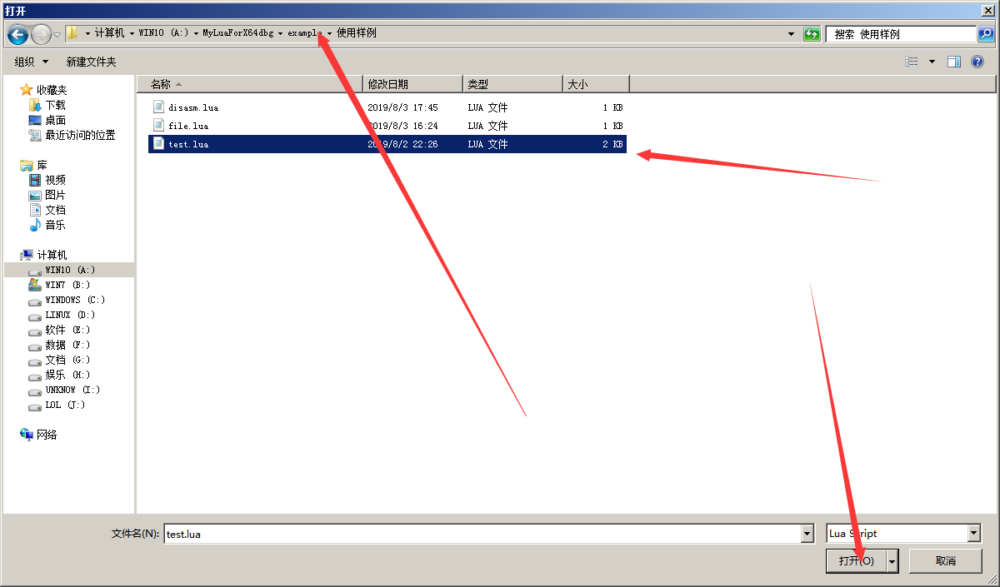 打开
计算机 WIN10 (A:) MyLuaForX64dbg example 使用样例
搜索 使用样例
组织 新建文件夹
名称 修改日期 类型 大小
disasm.lua 2019/8/3 17:45 LUA 文件 1 KB
file.lua 2019/8/3 16:24 LUA 文件 1 KB
test.lua 2019/8/2 22:26 LUA 文件 2 KB
收藏夹
下载
桌面
最近访问的位置
库
视频
图片
文档
音乐
计算机
WIN10 (A:)
WIN7 (B:)
WINDOWS (C:)
LINUX (D:)
软件 (E:)
数据 (F:)
文档 (G:)
娱乐 (H:)
UNKNOW (I:)
LOL (J:)
网络
文件名(N): test.lua
Lua Script
打开(O) 取消